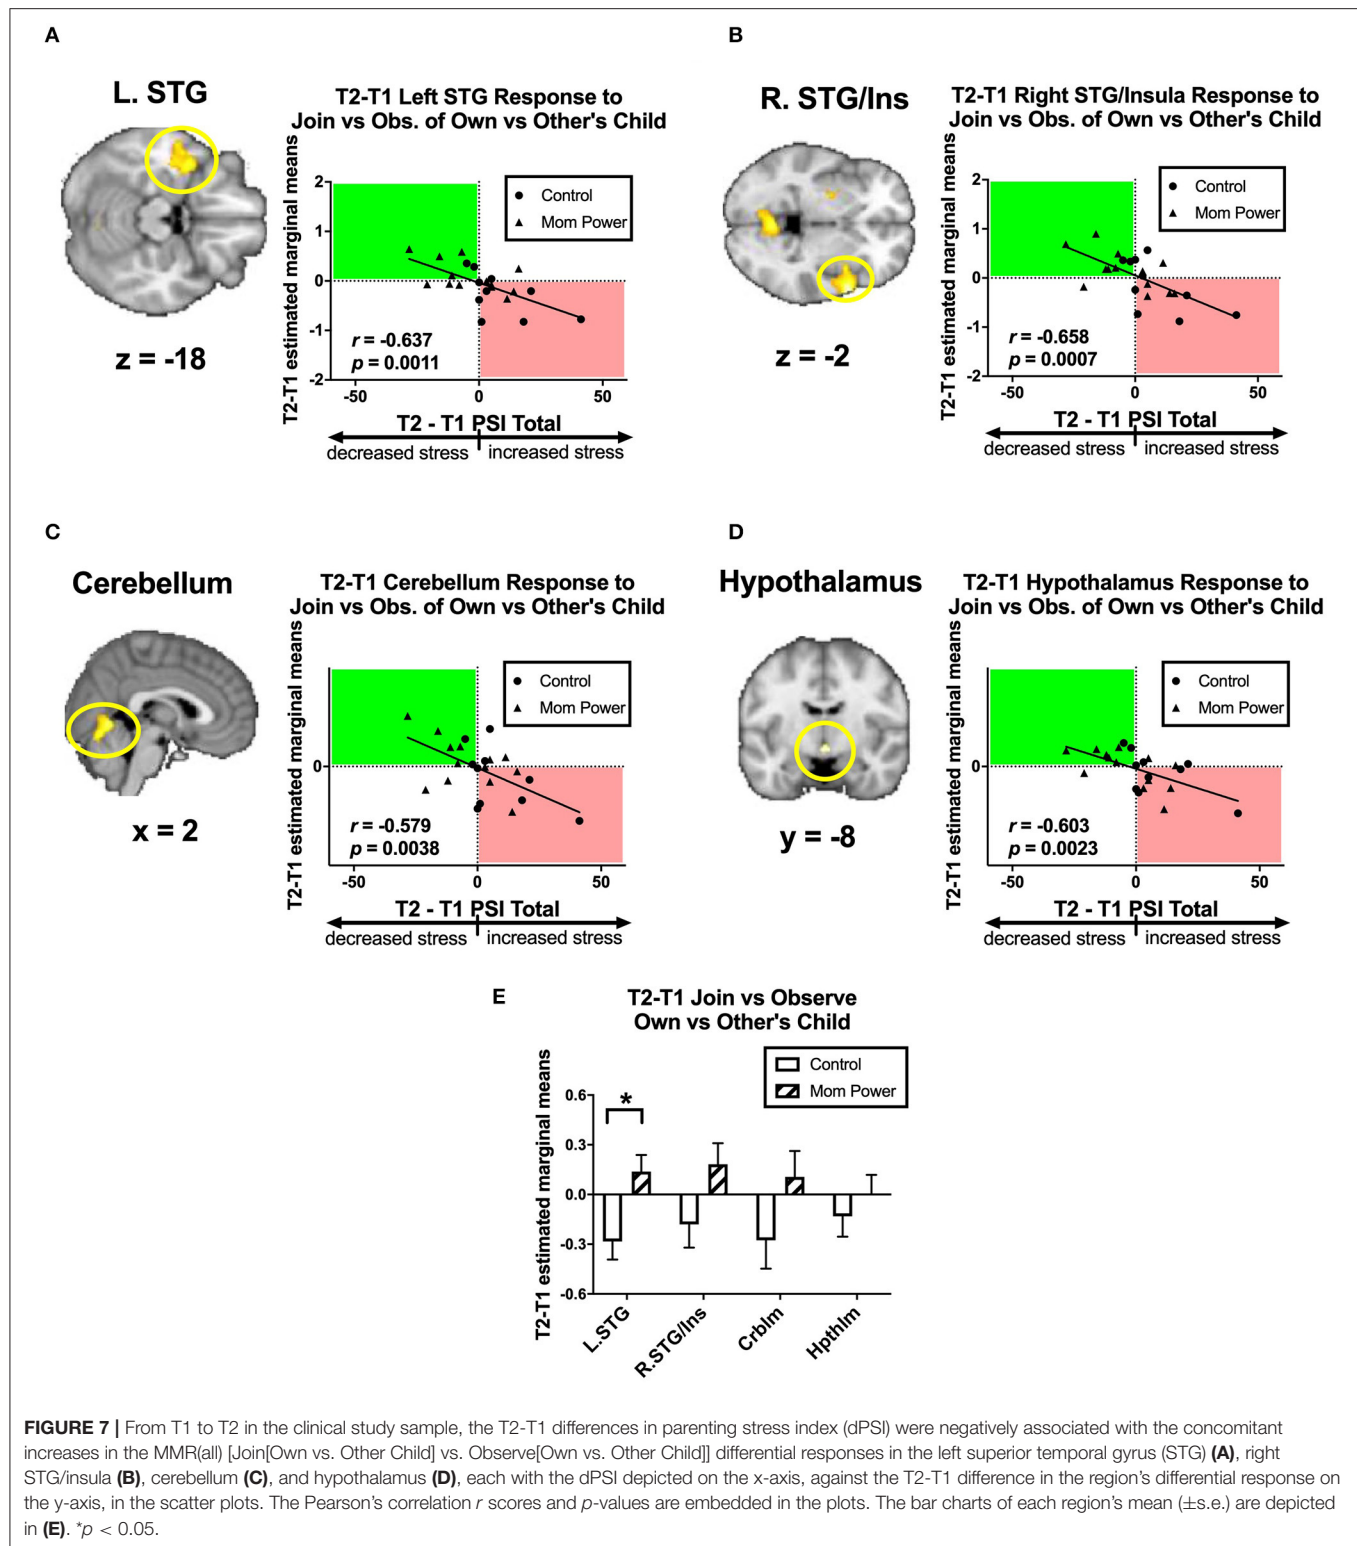 A
L. STG
z = -18
T2-T1 Left STG Response to
Join vs Obs. of Own vs Other's Child
T2-T1 estimated marginal means
2
1
0
-1
-2
Control
Mom Power
r = -0.637
p = 0.0011
-50
0
50
T2 - T1 PSI Total
decreased stress
increased stress
B
R. STG/Ins
z = -2
T2-T1 Right STG/Insula Response to
Join vs Obs. of Own vs Other's Child
T2-T1 estimated marginal means
2
1
0
-1
-2
Control
Mom Power
r = -0.658
p = 0.0007
-50
0
50
T2 - T1 PSI Total
decreased stress
increased stress
C
Cerebellum
x = 2
T2-T1 Cerebellum Response to
Join vs Obs. of Own vs Other's Child
T2-T1 estimated marginal means
0
Control
Mom Power
r = -0.579
p = 0.0038
-50
0
50
T2 - T1 PSI Total
decreased stress
increased stress
D
Hypothalamus
y = -8
T2-T1 Hypothalamus Response to
Join vs Obs. of Own vs Other's Child
T2-T1 estimated marginal means
0
Control
Mom Power
r = -0.603
p = 0.0023
-50
0
50
T2 - T1 PSI Total
decreased stress
increased stress
E
T2-T1 Join vs Observe
Own vs Other's Child
T2-T1 estimated marginal means
Control
Mom Power
0.6
0.3
0.0
-0.3
-0.6
*
L.STG
R.STG/Ins
Crblm
Hpthlm
FIGURE 7 | From T1 to T2 in the clinical study sample, the T2-T1 differences in parenting stress index (dPSI) were negatively associated with the concomitant
increases in the MMR(all) [Join[Own vs. Other Child] vs. Observe[Own vs. Other Child]] differential responses in the left superior temporal gyrus (STG) (A), right
STG/insula (B), cerebellum (C), and hypothalamus (D), each with the dPSI depicted on the x-axis, against the T2-T1 difference in the region's differential response on
the y-axis, in the scatter plots. The Pearson's correlation r scores and p-values are embedded in the plots. The bar charts of each region's mean (±s.e.) are depicted
in (E). *p < 0.05.